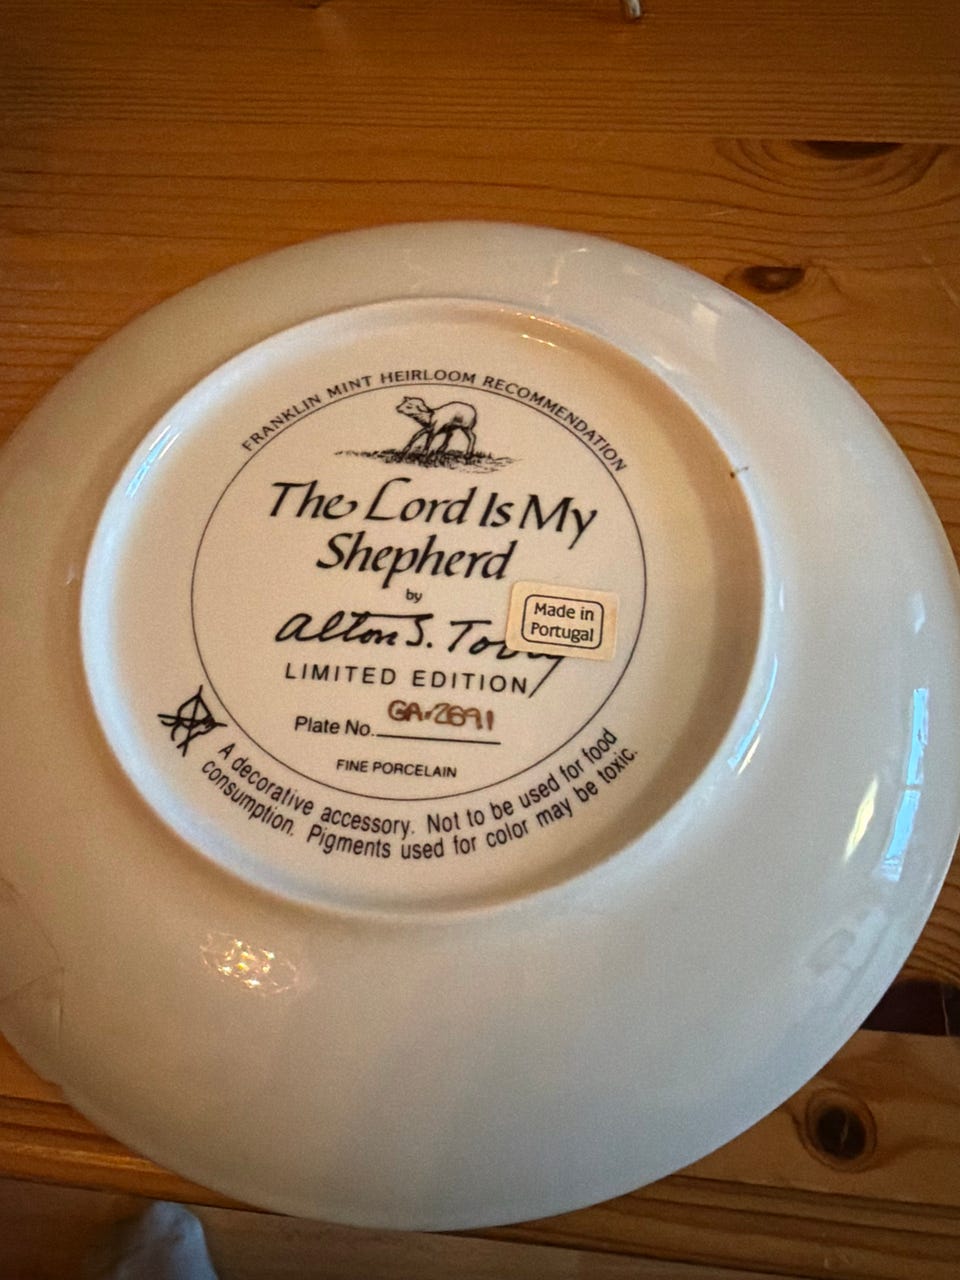 FRANKLIN MINT HEIRLOOM RECOMMENDATION
The Lord Is My
Shepherd
by
Alton S.
Made in
Portugal
LIMITED EDITION
Plate No. GA-2691
FINE PORCELAIN
A decorative accessory. Not to be used for food
consumption. Pigments used for color may be toxic.